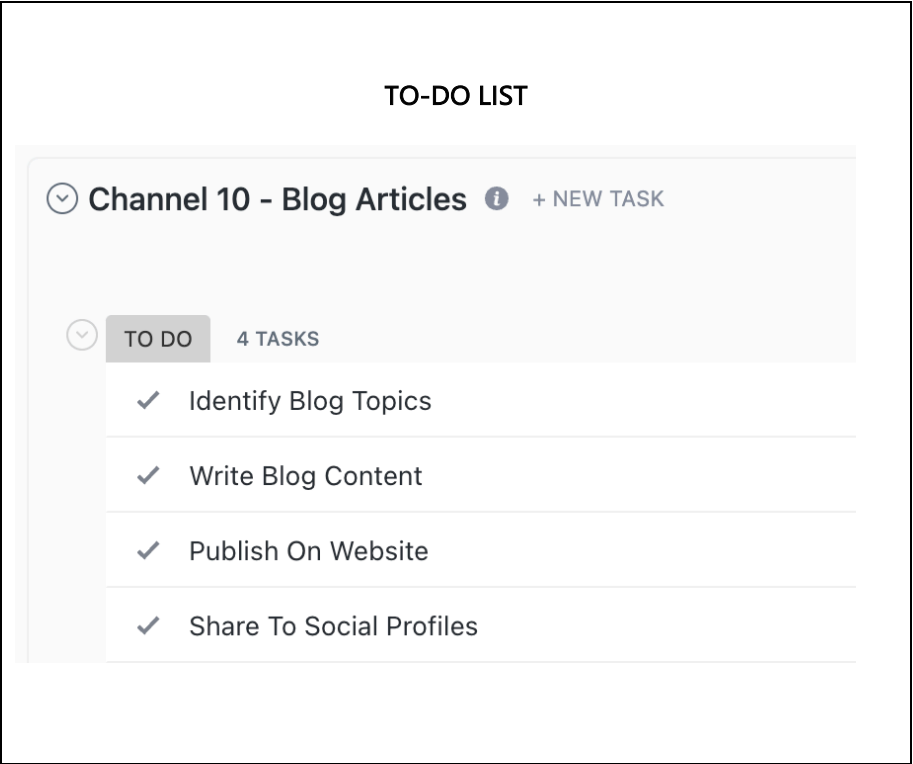 TO-DO LIST
Channel 10 - Blog Articles i + NEW TASK
TO DO 4 TASKS
Identify Blog Topics
Write Blog Content
Publish On Website
Share To Social Profiles